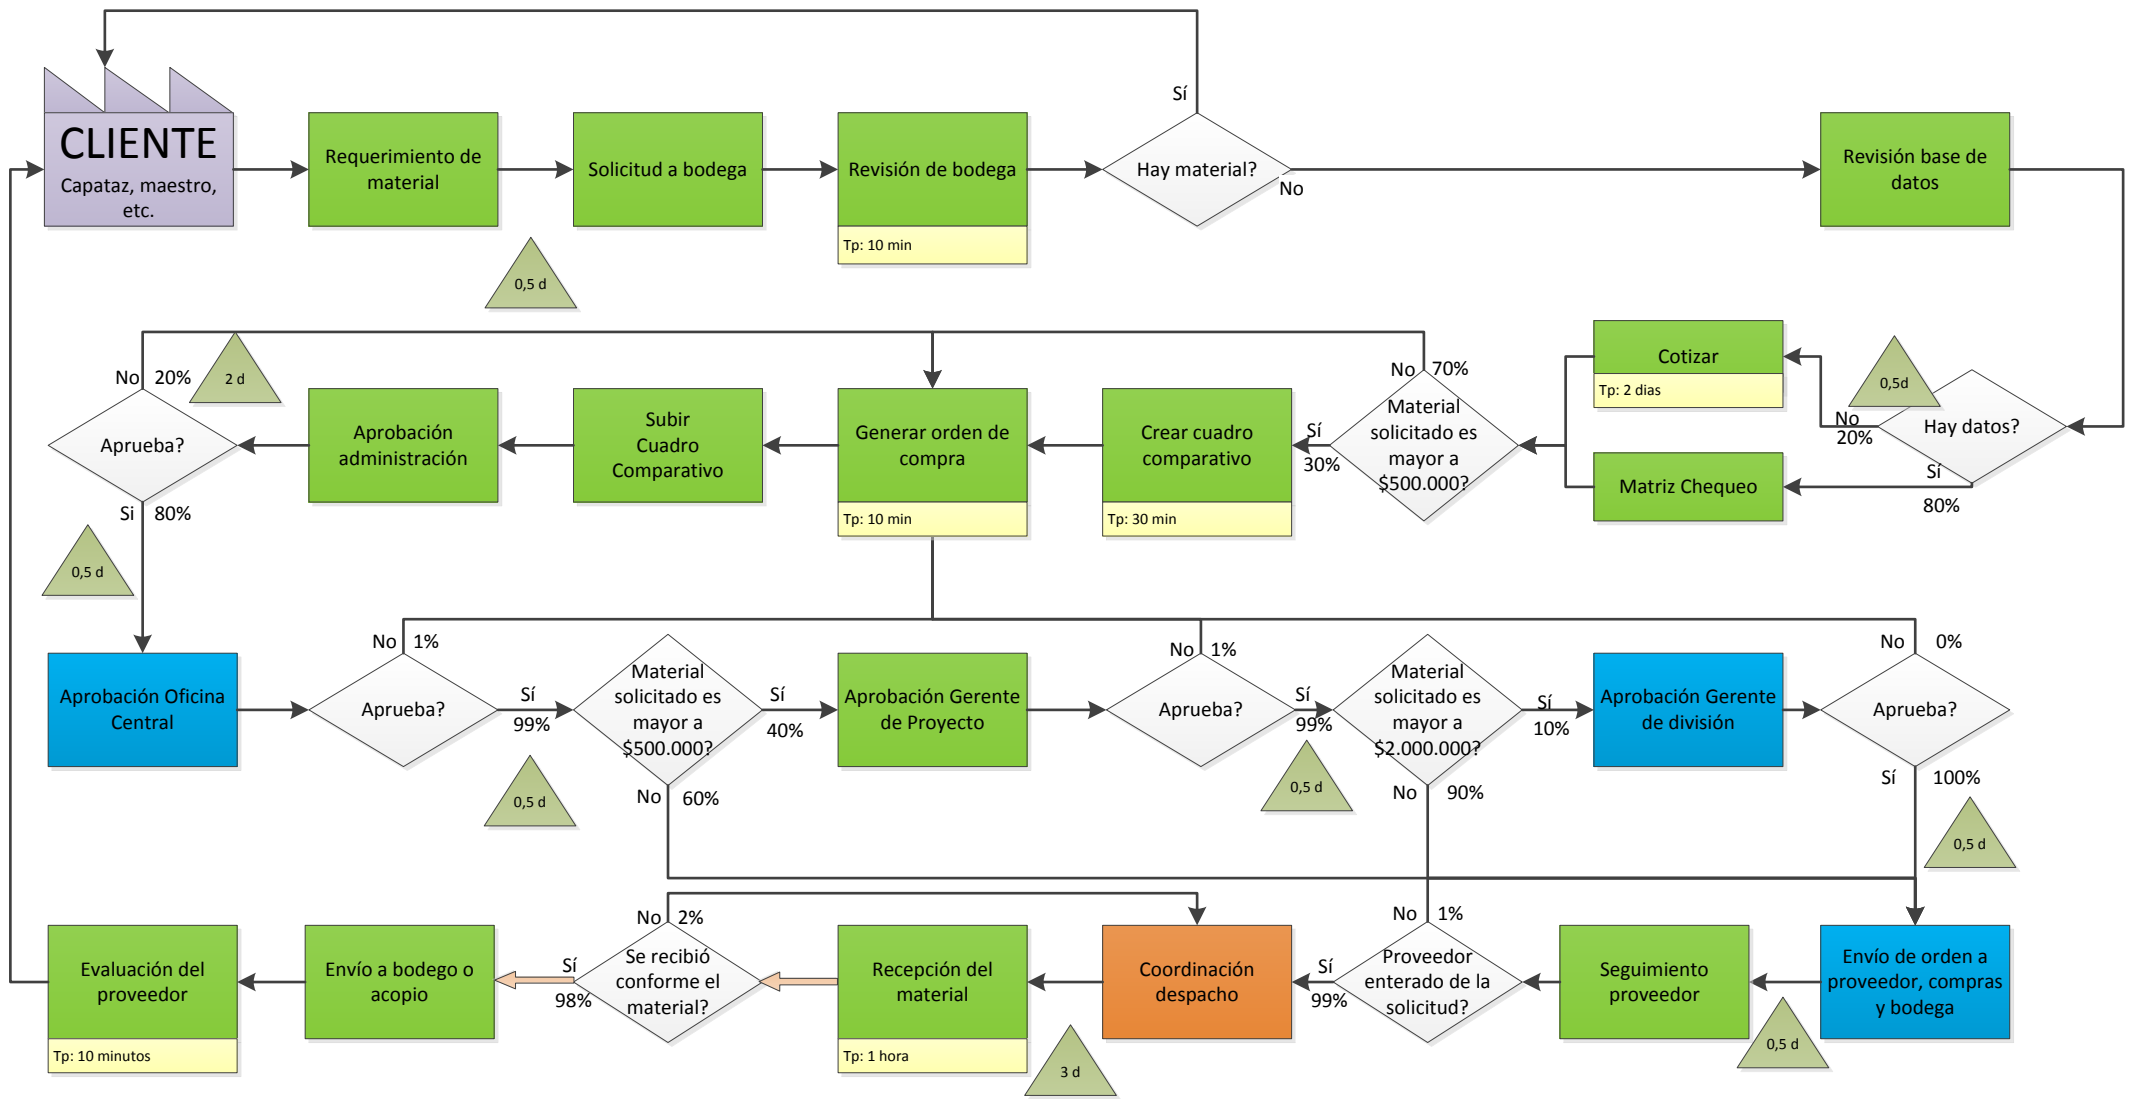 Sí
CLIENTE
Capataz, maestro,
etc.
Requerimiento de
material
Solicitud a bodega
Revisión de bodega
Tp: 10 min
Hay material?
No
Revisión base de
datos
0,5 d
No
20%
2 d
Aprueba?
Si
80%
Aprobación
administración
Subir
Cuadro
Comparativo
Generar orden de
compra
Tp: 10 min
Crear cuadro
comparativo
Tp: 30 min
Sí
30%
No
70%
Material
solicitado es
mayor a
$500.000?
Cotizar
Tp: 2 dias
Matriz Chequeo
0,5d
No
20%
Hay datos?
Sí
80%
0,5 d
Aprobación Oficina
Central
No
1%
Aprueba?
Sí
99%
0,5 d
Material
solicitado es
mayor a
$500.000?
Sí
40%
No
60%
Aprobación Gerente
de Proyecto
No
1%
Aprueba?
Sí
99%
0,5 d
Material
solicitado es
mayor a
$2.000.000?
Sí
10%
No
90%
Aprobación Gerente
de división
No
0%
Aprueba?
Sí
100%
0,5 d
Evaluación del
proveedor
Tp: 10 minutos
Envío a bodego o
acopio
Sí
98%
No
2%
Se recibió
conforme el
material?
Recepción del
material
Tp: 1 hora
3 d
Coordinación
despacho
Sí
99%
No
1%
Proveedor
enterado de la
solicitud?
Seguimiento
proveedor
0,5 d
Envío de orden a
proveedor, compras
y bodega